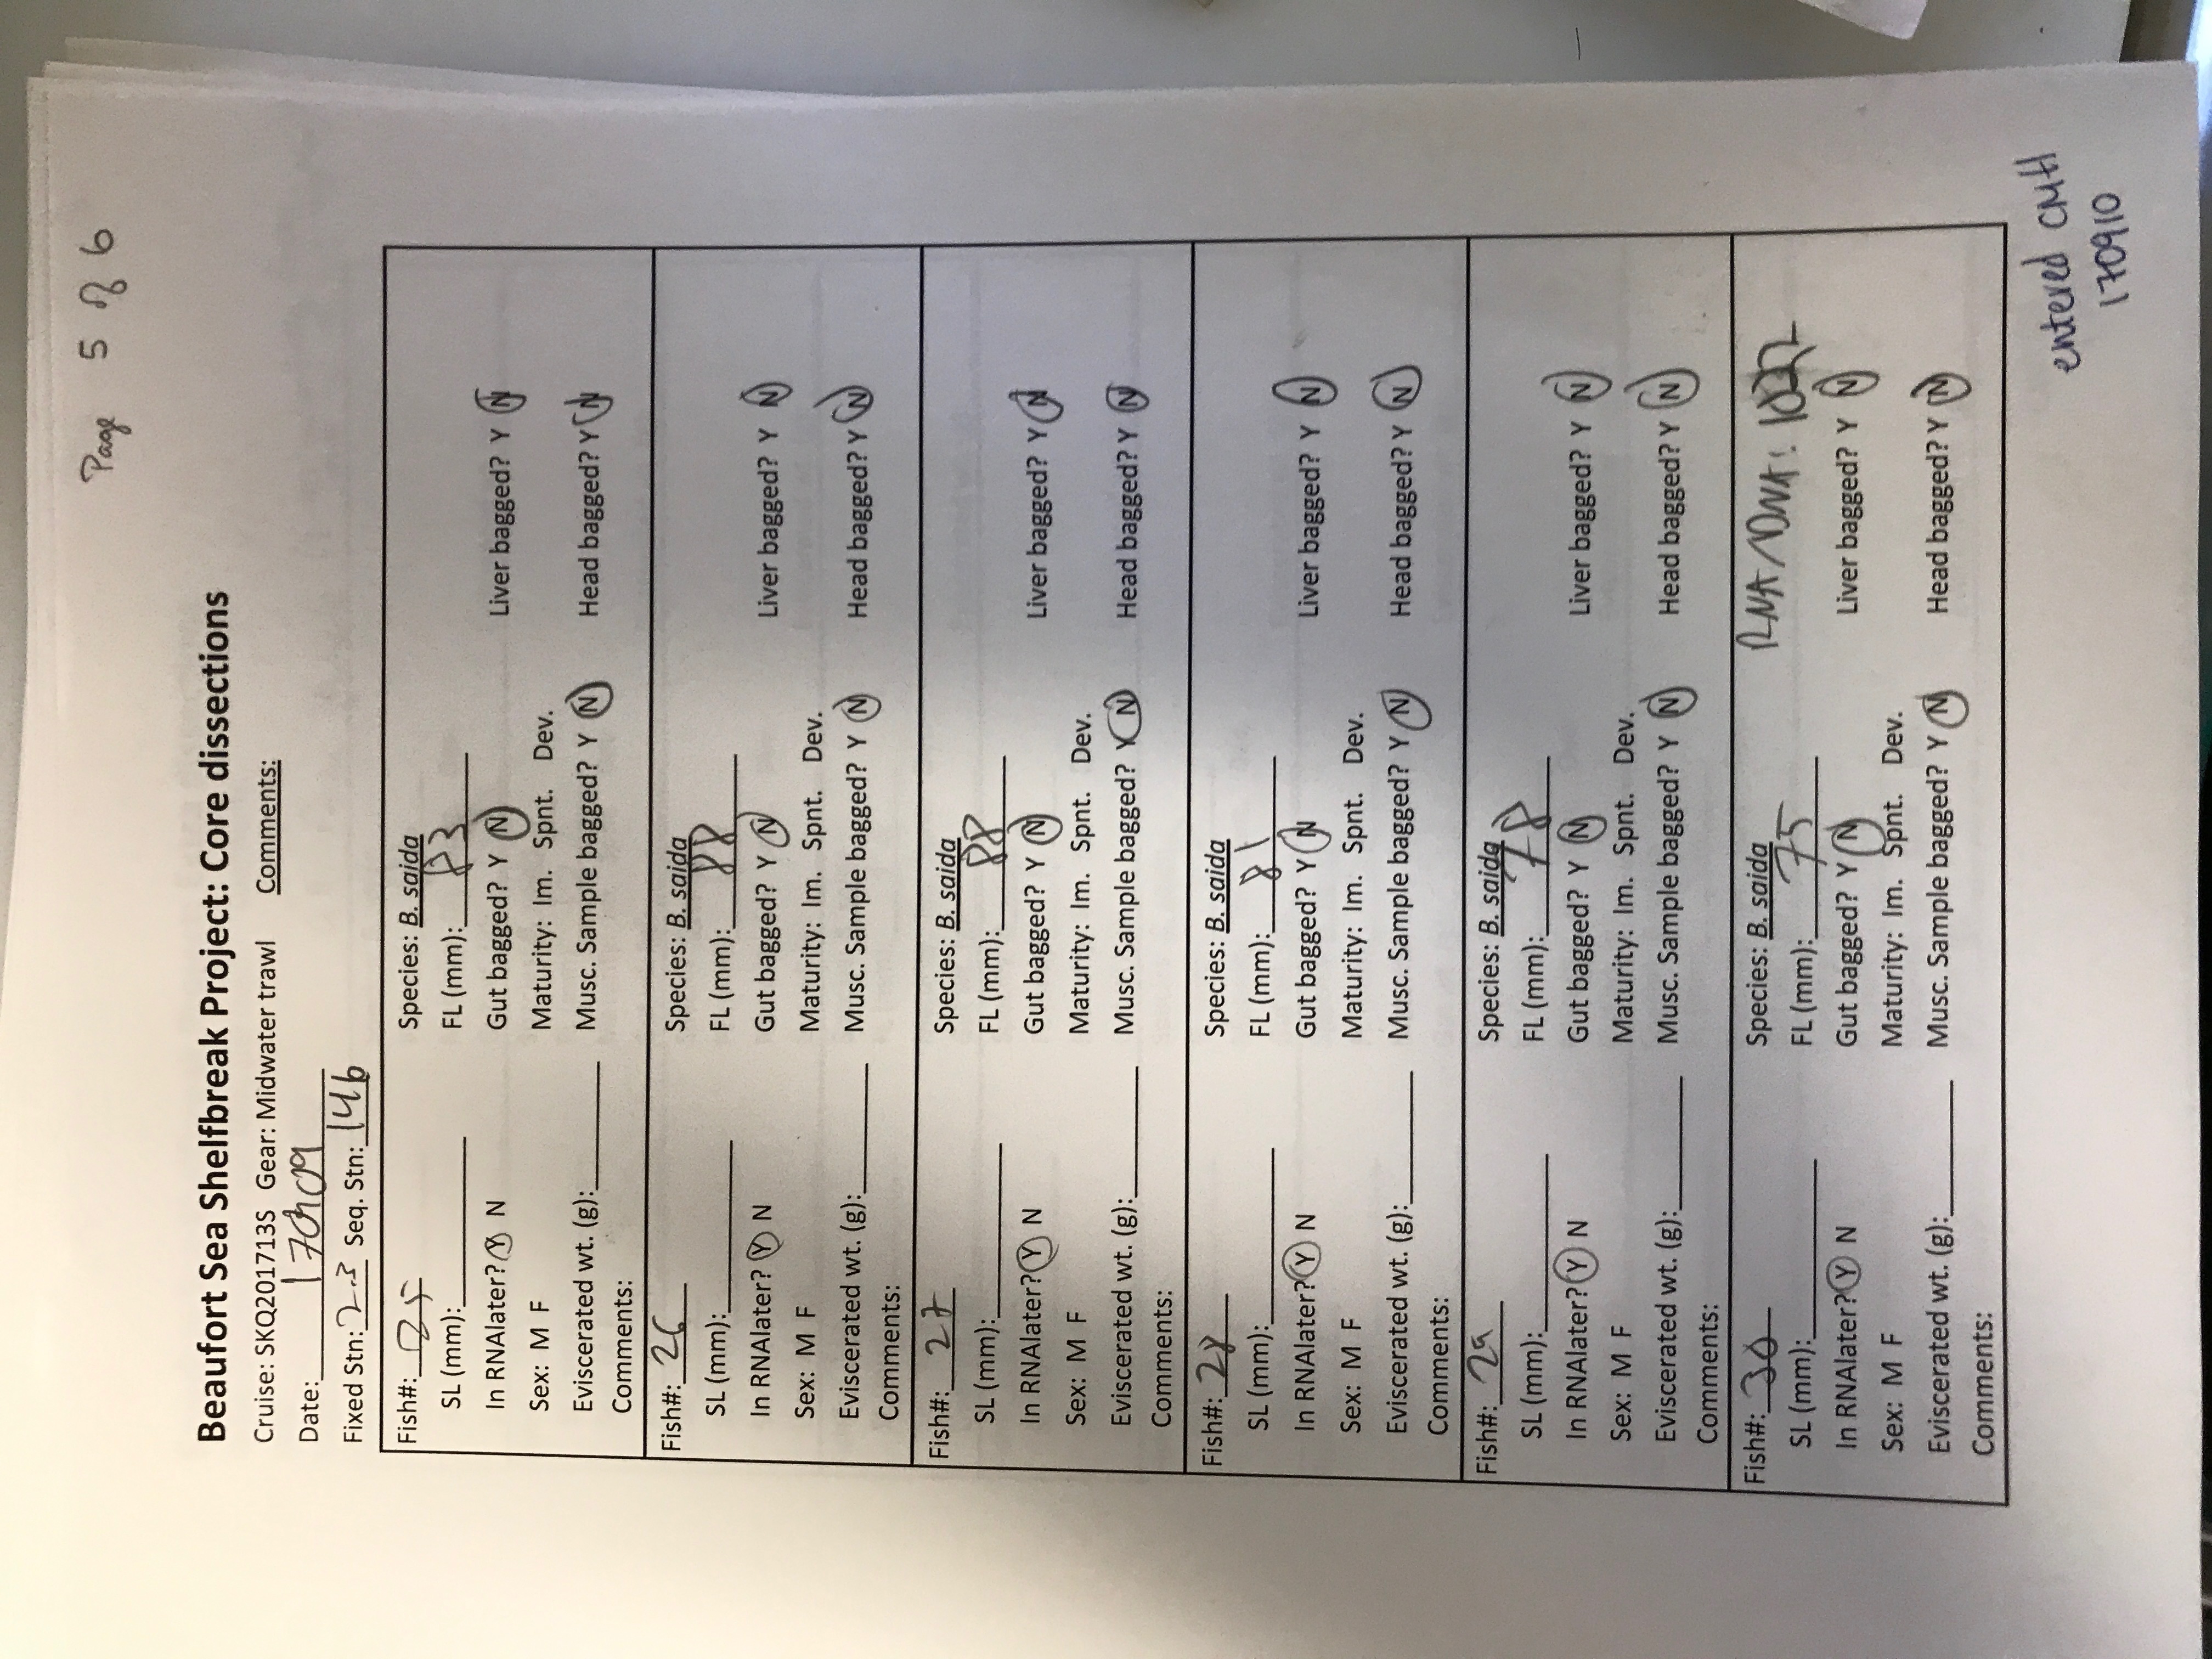 Page 5 of 6
Beaufort Sea Shelfbreak Project: Core dissections
Cruise: SKQ201713S Gear: Midwater trawl Comments:
Date: 170909
Fixed Stn: 23 Seq. Stn: 14b
Fish#: 25 Species: B. saida
SL (mm): FL (mm): 83
In RNAlater? Y N Gut bagged? Y N Liver bagged? Y N
Sex: M F Maturity: Im. Spnt. Dev.
Eviscerated wt. (g): Musc. Sample bagged? Y N Head bagged? Y N
Comments:
Fish#: 26 Species: B. saida
SL (mm): FL (mm): 88
In RNAlater? Y N Gut bagged? Y N Liver bagged? Y N
Sex: M F Maturity: Im. Spnt. Dev.
Eviscerated wt. (g): Musc. Sample bagged? Y N Head bagged? Y N
Comments:
Fish#: 27 Species: B. saida
SL (mm): FL (mm): 88
In RNAlater? Y N Gut bagged? Y N Liver bagged? Y N
Sex: M F Maturity: Im. Spnt. Dev.
Eviscerated wt. (g): Musc. Sample bagged? Y N Head bagged? Y N
Comments:
Fish#: 28 Species: B. saida
SL (mm): FL (mm): 81
In RNAlater? Y N Gut bagged? Y N Liver bagged? Y N
Sex: M F Maturity: Im. Spnt. Dev.
Eviscerated wt. (g): Musc. Sample bagged? Y N Head bagged? Y N
Comments:
Fish#: 29 Species: B. saida
SL (mm): FL (mm): 78
In RNAlater? Y N Gut bagged? Y N Liver bagged? Y N
Sex: M F Maturity: Im. Spnt. Dev.
Eviscerated wt. (g): Musc. Sample bagged? Y N Head bagged? Y N
Comments:
Fish#: 30 Species: B. saida RNA/DNA:
SL (mm): FL (mm): 75
In RNAlater? Y N Gut bagged? Y N Liver bagged? Y N
Sex: M F Maturity: Im. Spnt. Dev.
Eviscerated wt. (g): Musc. Sample bagged? Y N Head bagged? Y N
Comments:
entered CMH
170910